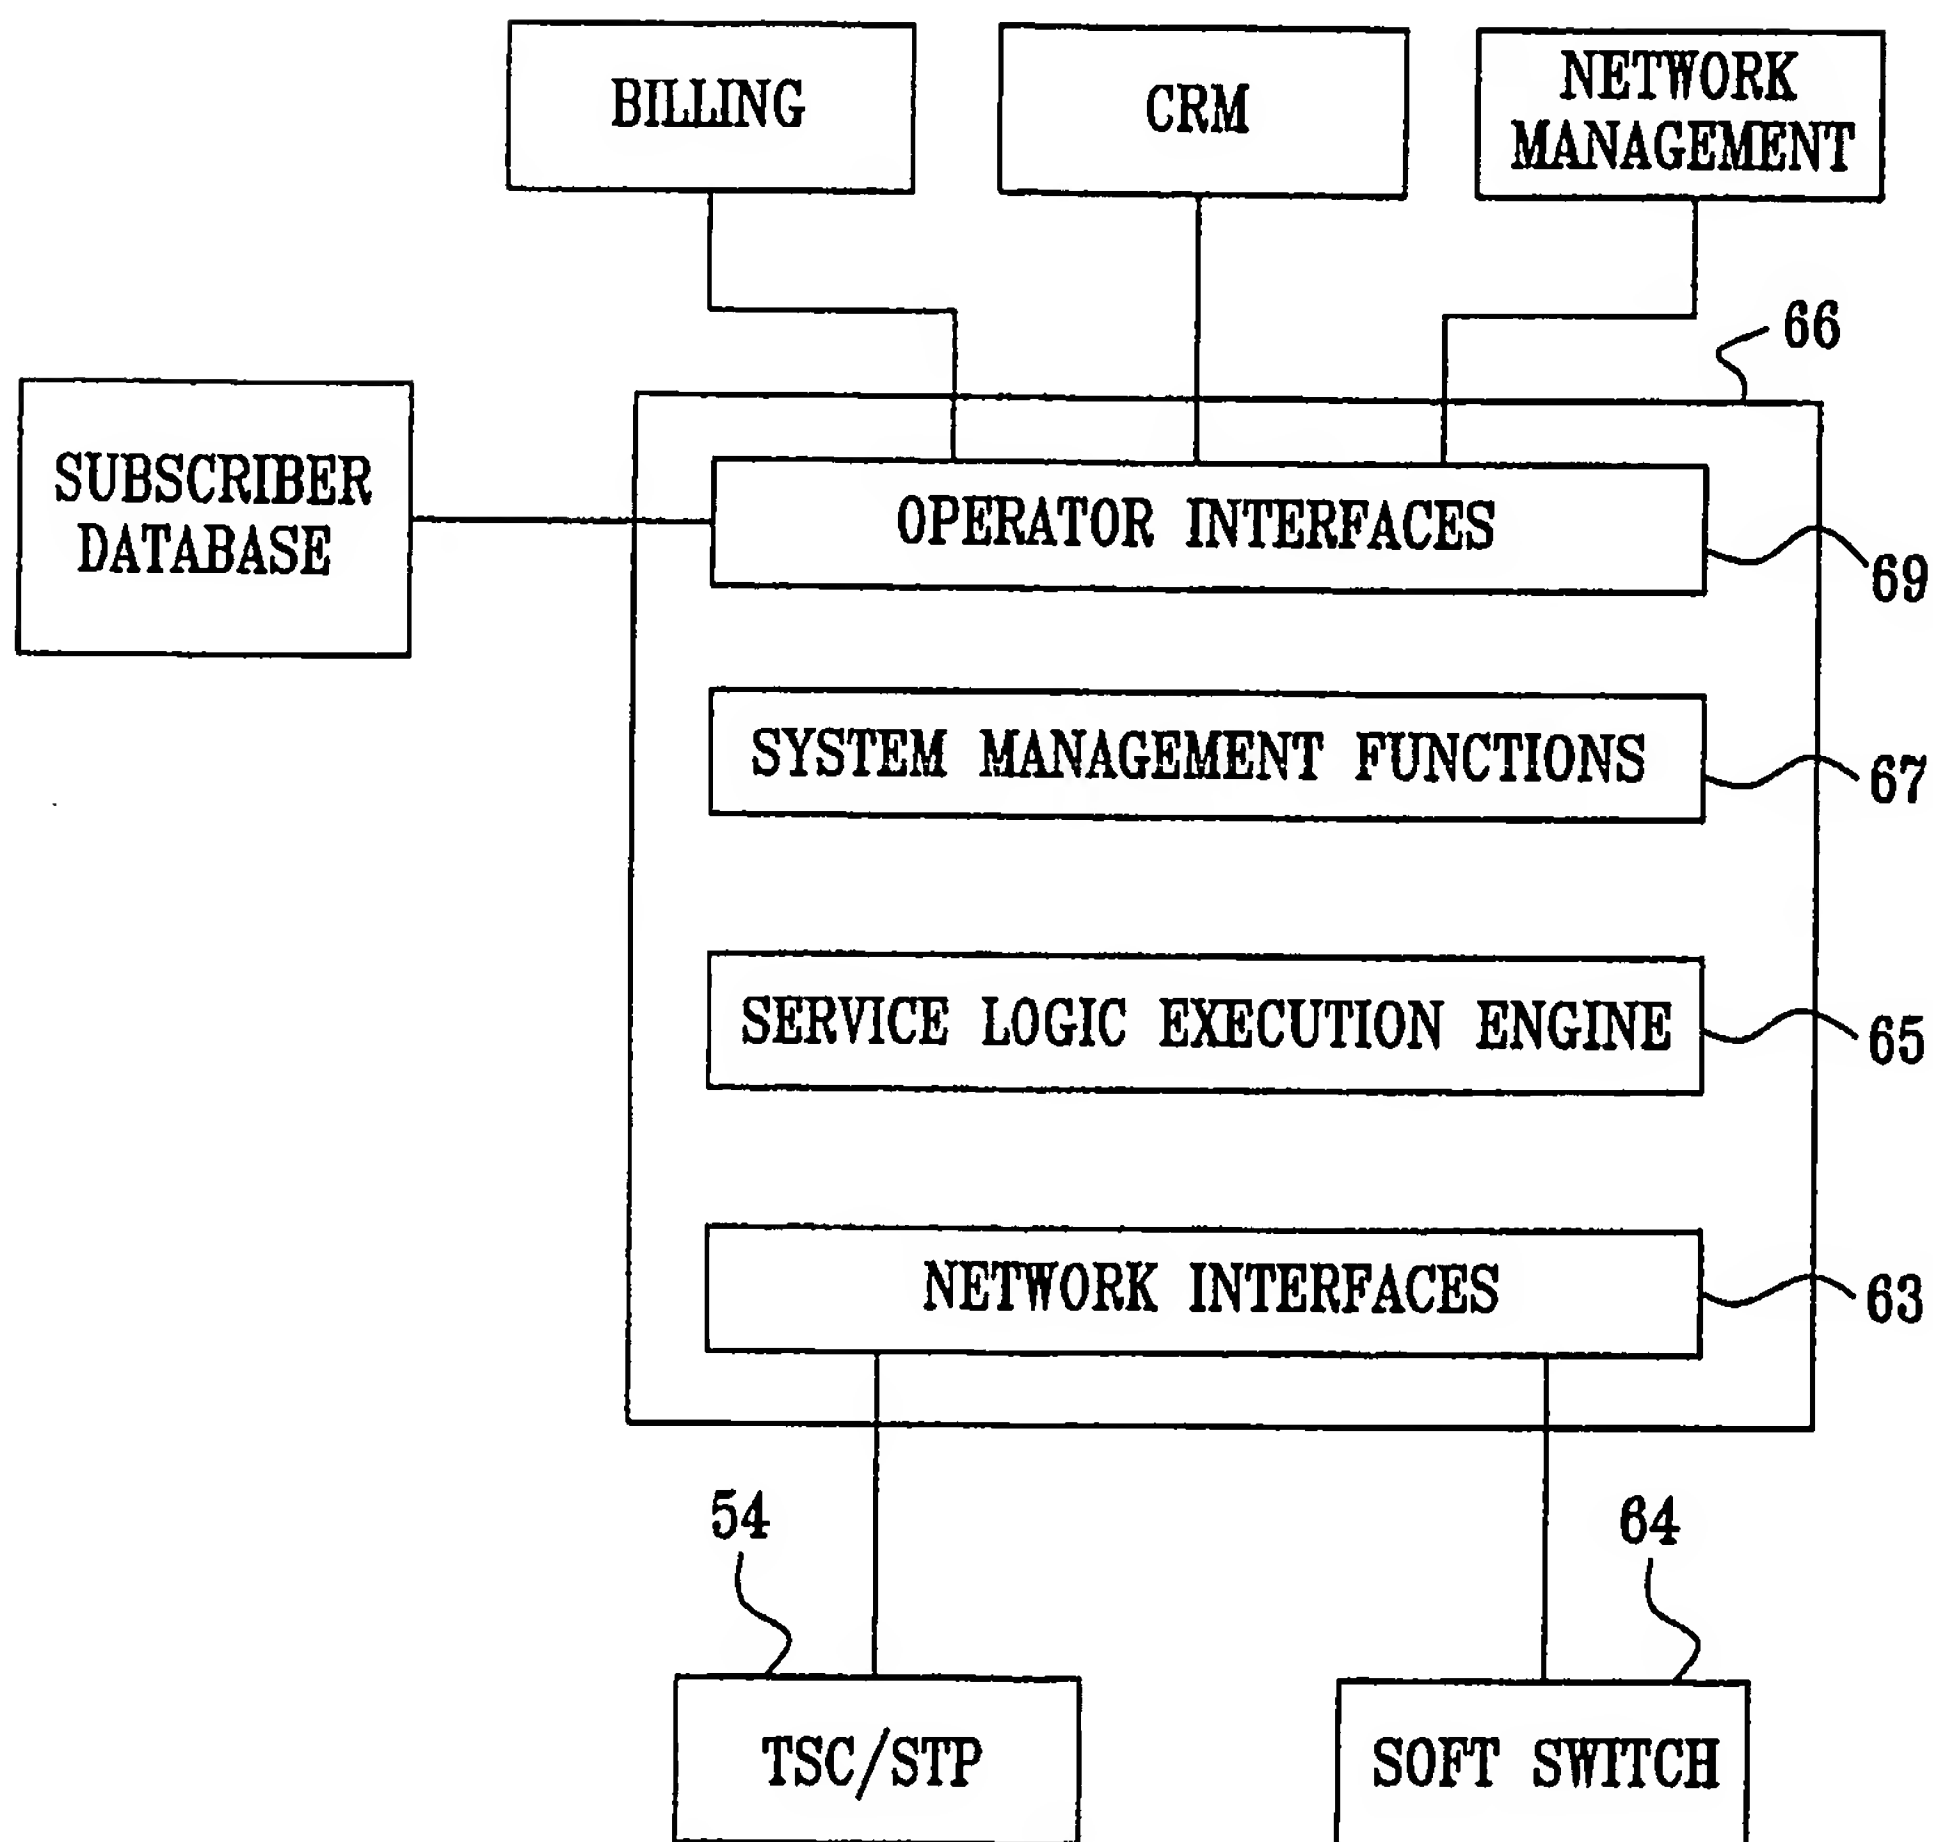 BILLING
CRM
NETWORK
MANAGEMENT
66
SUBSCRIBER
DATABASE
OPERATOR INTERFACES
69
SYSTEM MANAGEMENT FUNCTIONS
67
SERVICE LOGIC EXECUTION ENGINE
65
NETWORK INTERFACES
63
54
64
TSC/STP
SOFT SWITCH